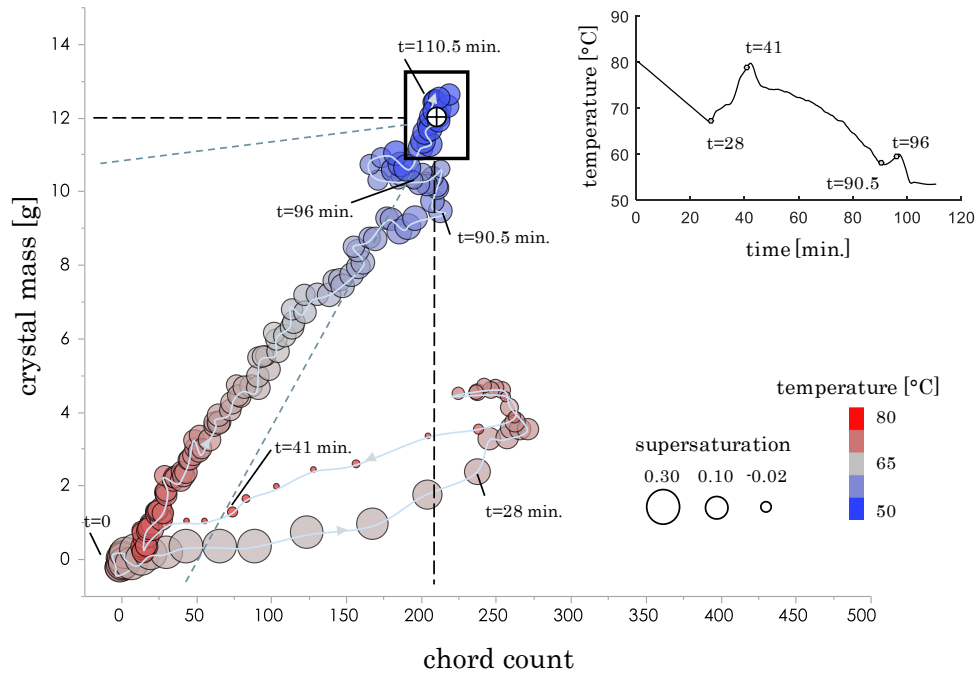 14
12
10
8
6
4
2
0
crystal mass [g]
0
50
100
150
200
250
300
350
400
450
500
chord count
t=110.5 min.
t=96 min.
t=90.5 min.
t=41 min.
t=28 min.
t=0
90
80
70
60
50
temperature [°C]
0
20
40
60
80
100
120
time [min.]
t=41
t=28
t=96
t=90.5
supersaturation
0.30 0.10 -0.02
temperature [°C]
80
75
65
55
50